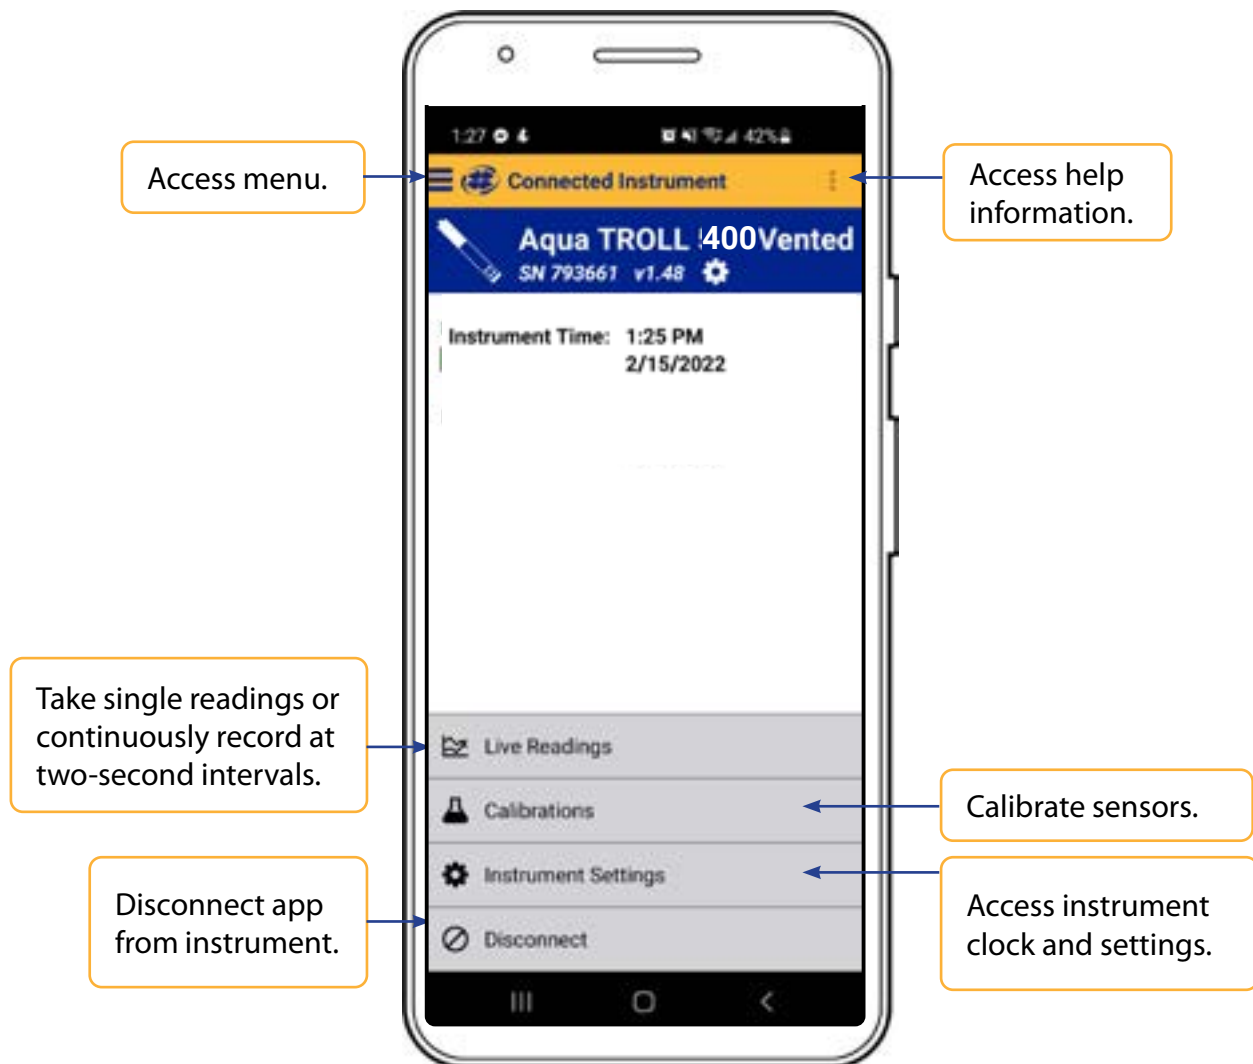 1:27 42%
Access menu.
Connected Instrument
Access help
information.
Aqua TROLL 400 Vented
SN 793661 v1.48
Instrument Time: 1:25 PM
2/15/2022
Take single readings or
continuously record at
two-second intervals.
Live Readings
Calibrations
Calibrate sensors.
Instrument Settings
Access instrument
clock and settings.
Disconnect app
from instrument.
Disconnect